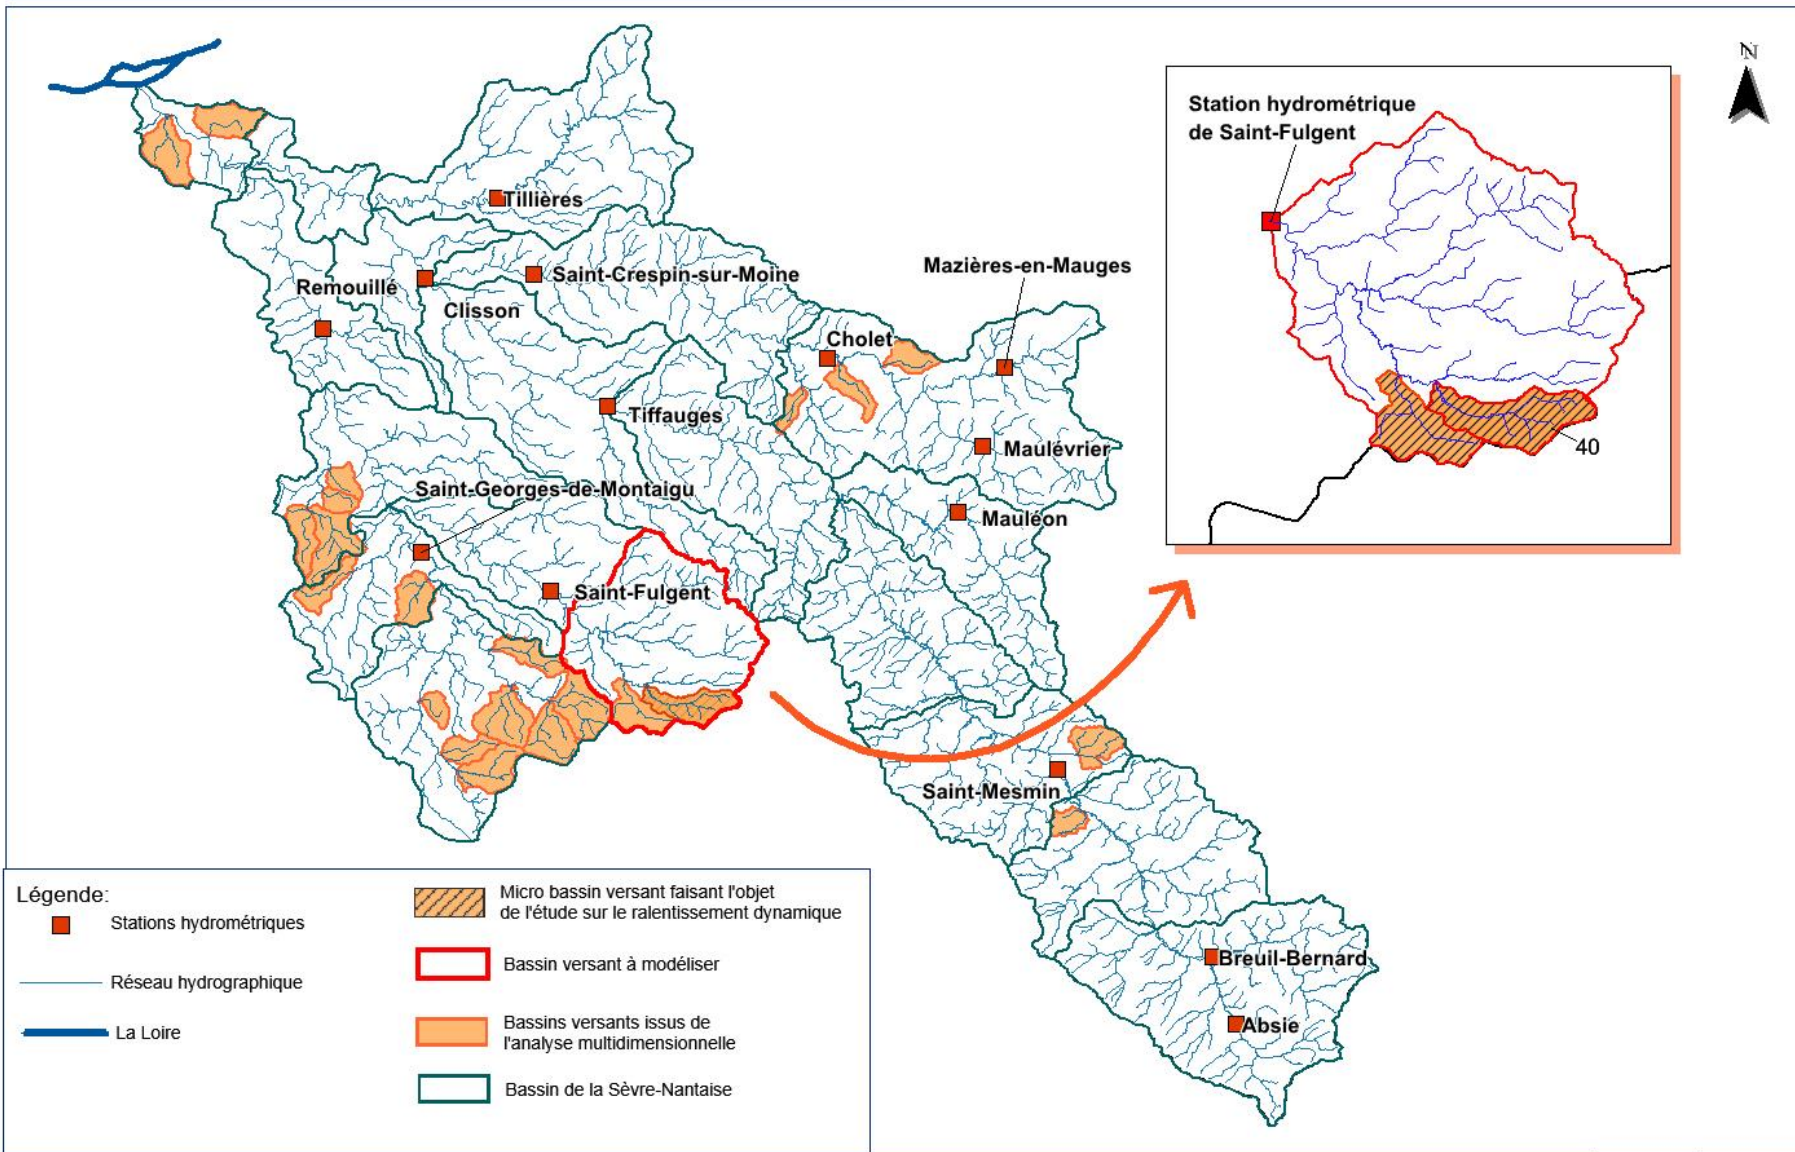 N
Station hydrométrique
de Saint-Fulgent
40
Tillières
Saint-Crespin-sur-Moine
Mazières-en-Mauges
Remouillé
Clisson
Cholet
Tiffauges
Maulévrier
Saint-Georges-de-Montaigu
Mauléon
Saint-Fulgent
Saint-Mesmin
Breuil-Bernard
Absie
Légende:
Stations hydrométriques
Réseau hydrographique
La Loire
Micro bassin versant faisant l'objet
de l'étude sur le ralentissement dynamique
Bassin versant à modéliser
Bassins versants issus de
l'analyse multidimensionnelle
Bassin de la Sèvre-Nantaise